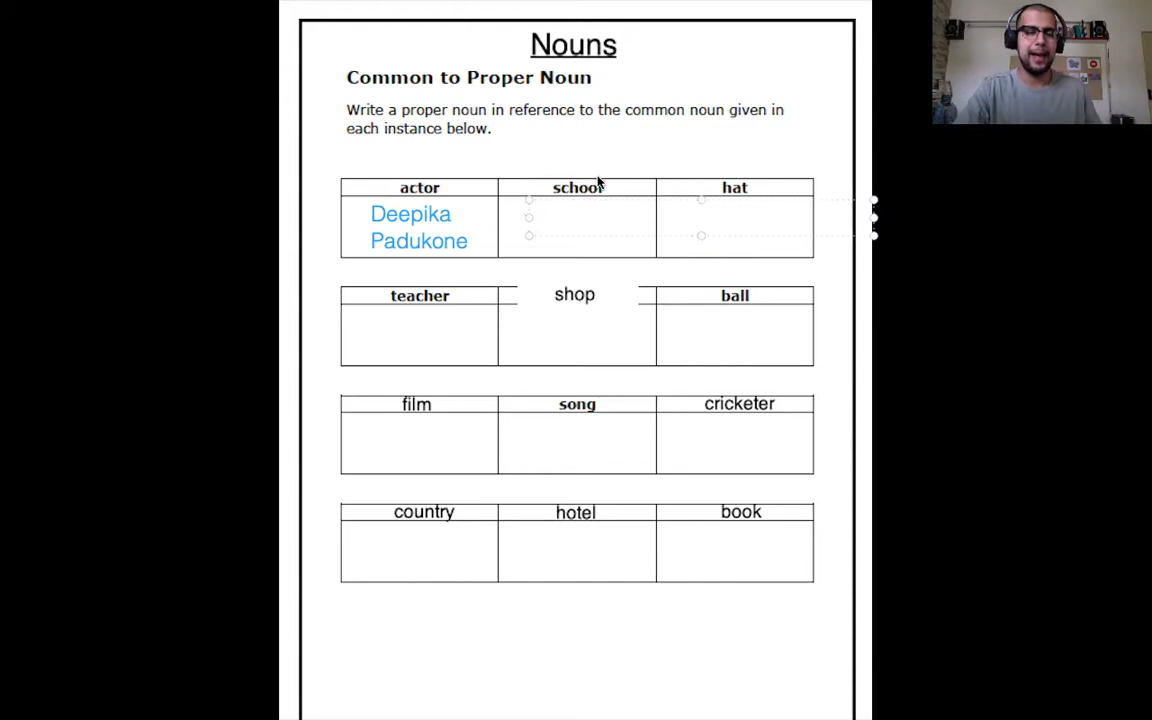 Nouns
Common to Proper Noun
Write a proper noun in reference to the common noun given in
each instance below.
actor school hat
Deepika
Padukone
teacher shop ball
film song cricketer
country hotel book